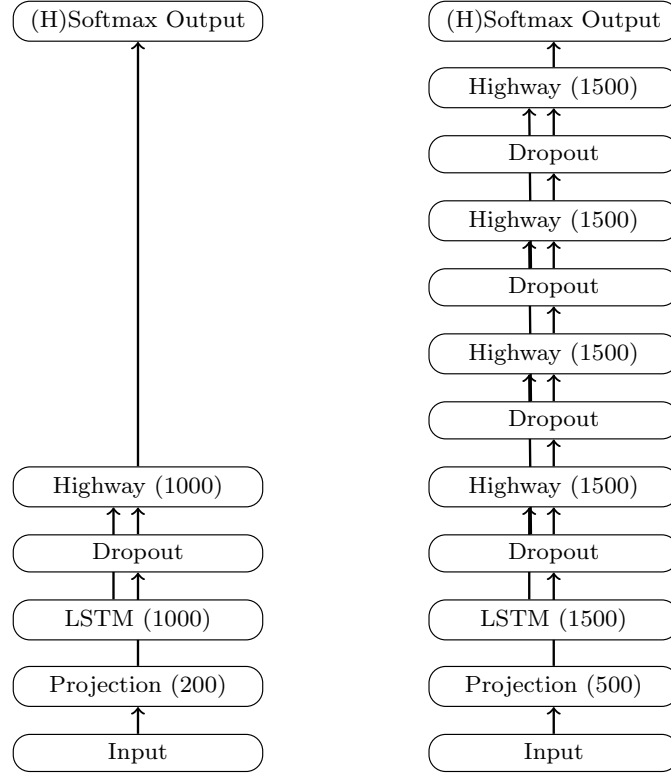 (H)Softmax Output
Highway (1000)
Dropout
LSTM (1000)
Projection (200)
Input
(H)Softmax Output
Highway (1500)
Dropout
Highway (1500)
Dropout
Highway (1500)
Dropout
Highway (1500)
Dropout
LSTM (1500)
Projection (500)
Input